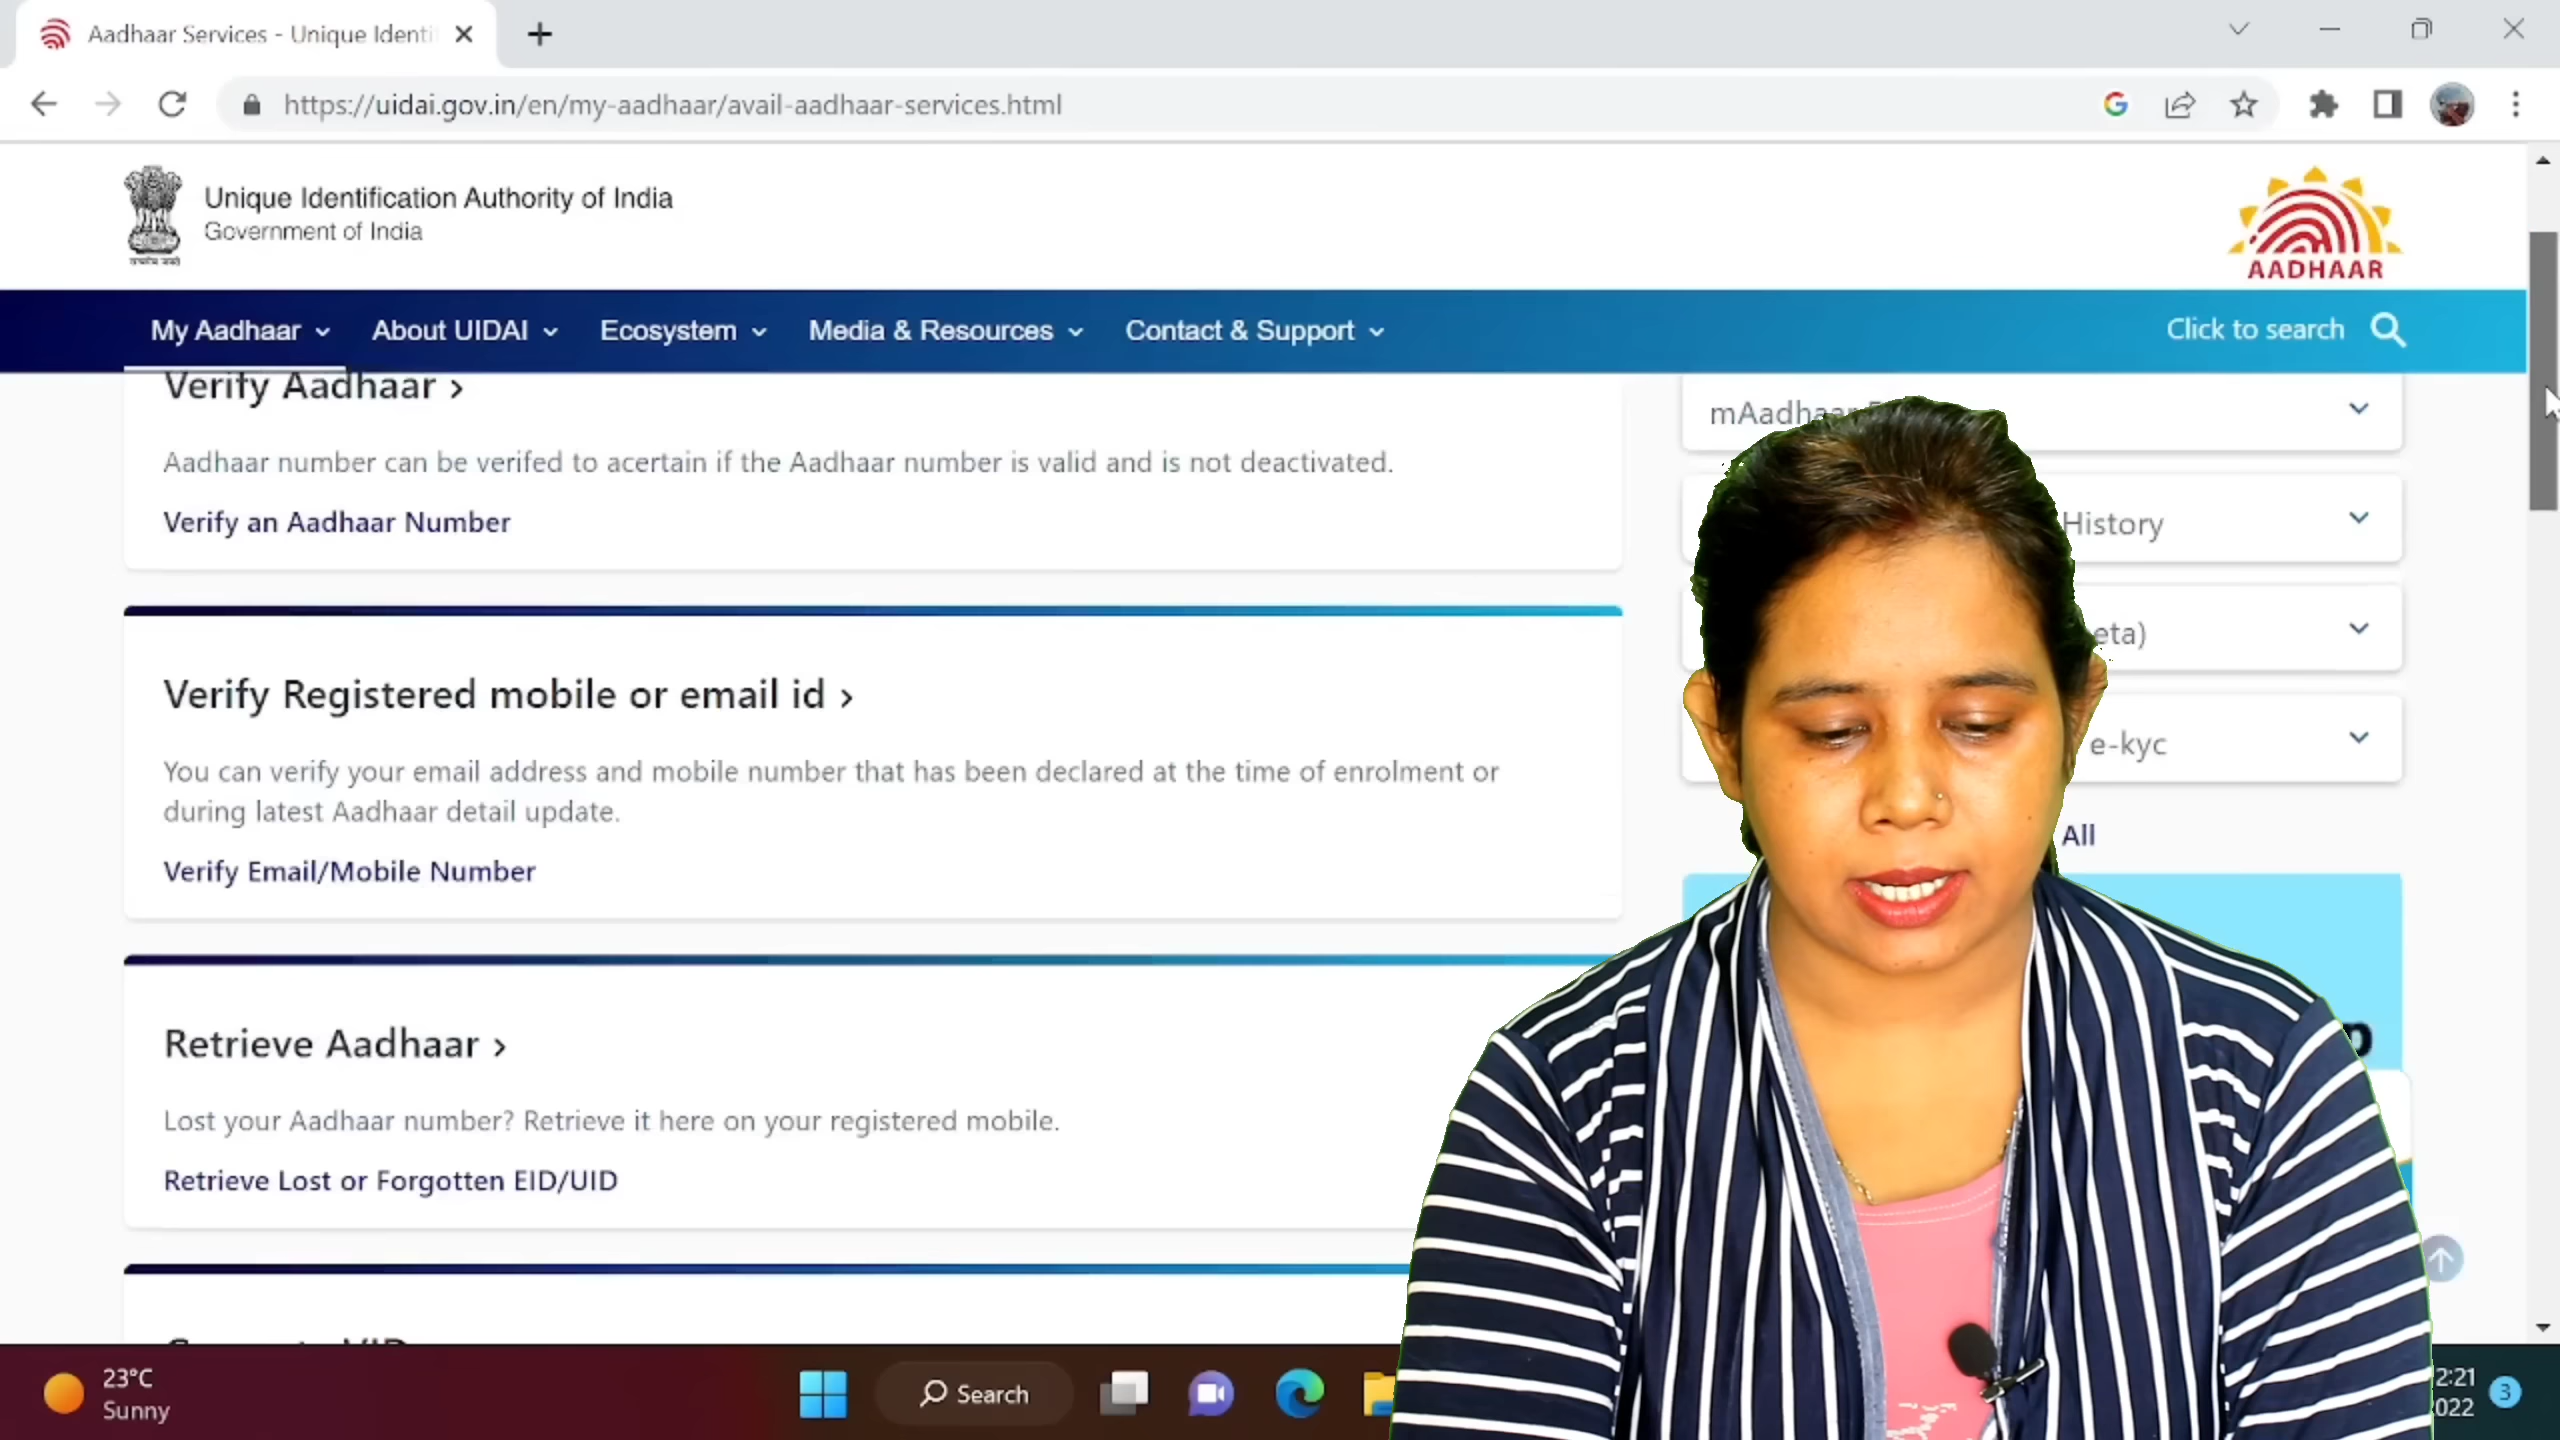 Aadhaar Services - Unique Identi
https://uidai.gov.in/en/my-aadhaar/avail-aadhaar-services.html
Unique Identification Authority of India
Government of India
AADHAAR
My Aadhaar About UIDAI Ecosystem Media & Resources Contact & Support Click to search
Verify Aadhaar >
Aadhaar number can be verifed to acertain if the Aadhaar number is valid and is not deactivated.
Verify an Aadhaar Number
Verify Registered mobile or email id >
You can verify your email address and mobile number that has been declared at the time of enrolment or
during latest Aadhaar detail update.
Verify Email/Mobile Number
Retrieve Aadhaar >
Lost your Aadhaar number? Retrieve it here on your registered mobile.
Retrieve Lost or Forgotten EID/UID
mAadhaar
History
eta)
e-kyc
All
p
23°C
Sunny
Search
2:21
022
3